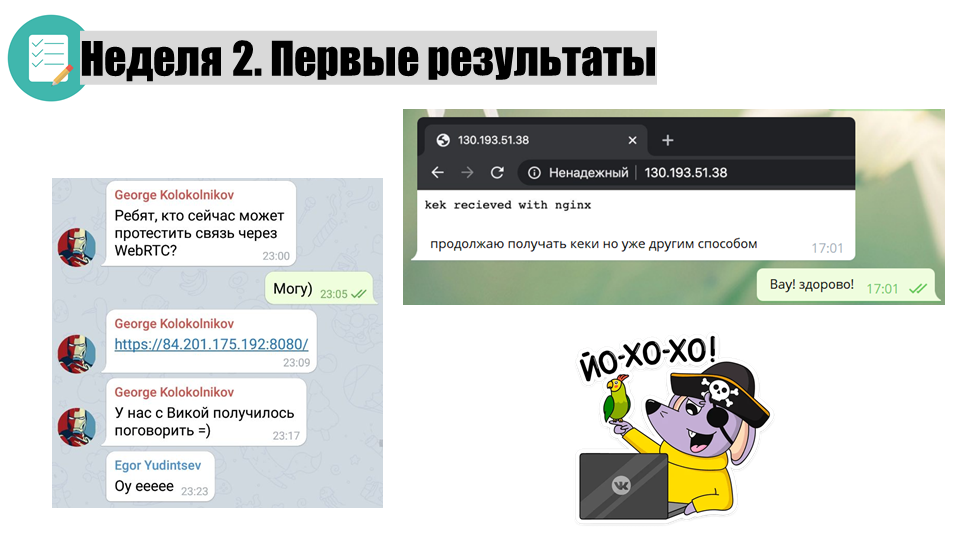 Неделя 2. Первые результаты
George Kolokolnikov
Ребят, кто сейчас может
протестить связь через
WebRTC?
23:00
Могу) 23:05
George Kolokolnikov
https://84.201.175.192:8080/
23:09
George Kolokolnikov
У нас с Викой получилось
поговорить =)
23:17
Egor Yudintsev
Оу еееее 23:23
130.193.51.38
Ненадежный 130.193.51.38
kek recieved with nginx
продолжаю получать кеки но уже другим способом 17:01
Вау! здорово! 17:01
ЙО-ХО-ХО!